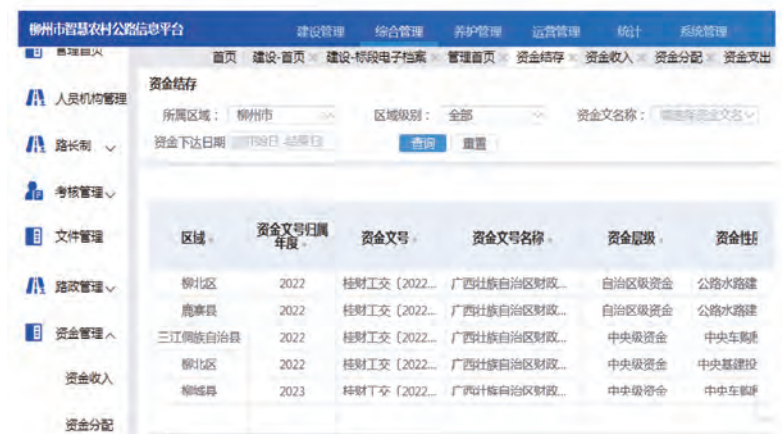 柳州市智慧农村公路信息平台 建设管理 综合管理 养护管理 运营管理 统计 系统管理
管理首页 首页 建设-首页 × 建设-标段电子档案 × 管理首页 × 资金结存 × 资金收入 × 资金分配 × 资金支出
资金结存
人员机构管理
所属区域： 柳州市 区域级别： 全部 资金文名称：
资金下达日期 查询 重置
路长制
考核管理
区域 资金文号归属年度 资金文号 资金文号名称 资金层级 资金性
文件管理
柳北区 2022 桂财工交〔2022... 广西壮族自治区财政... 自治区级资金 公路水路建
路政管理
鹿寨县 2022 桂财工交〔2022... 广西壮族自治区财政... 自治区级资金 公路水路建
三江侗族自治县 2022 桂财工交〔2022... 广西壮族自治区财政... 中央级资金 中央车购
资金管理
柳北区 2022 桂财工交〔2022... 广西壮族自治区财政... 中央级资金 中央基建投
资金收入
柳城县 2023 桂财工交〔2022... 广西壮族自治区财政... 中央级资金 中央车购
资金分配